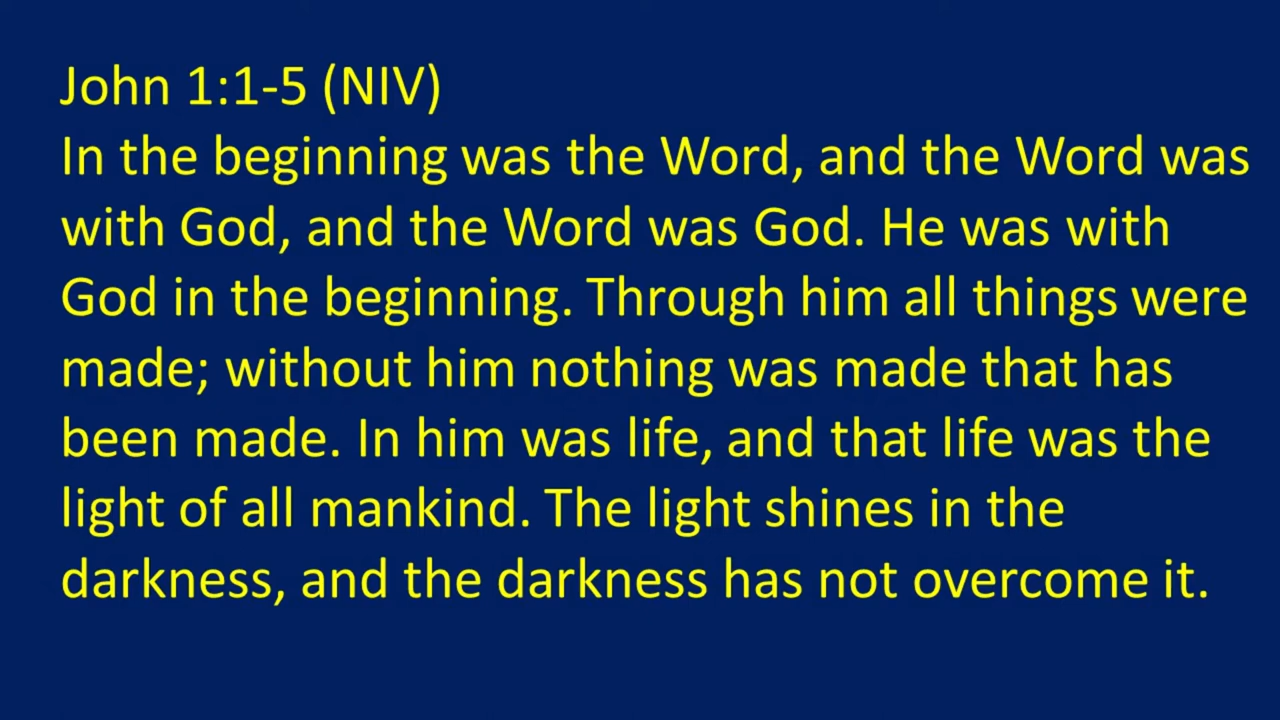 John 1:1-5 (NIV)
In the beginning was the Word, and the Word was
with God, and the Word was God. He was with
God in the beginning. Through him all things were
made; without him nothing was made that has
been made. In him was life, and that life was the
light of all mankind. The light shines in the
darkness, and the darkness has not overcome it.